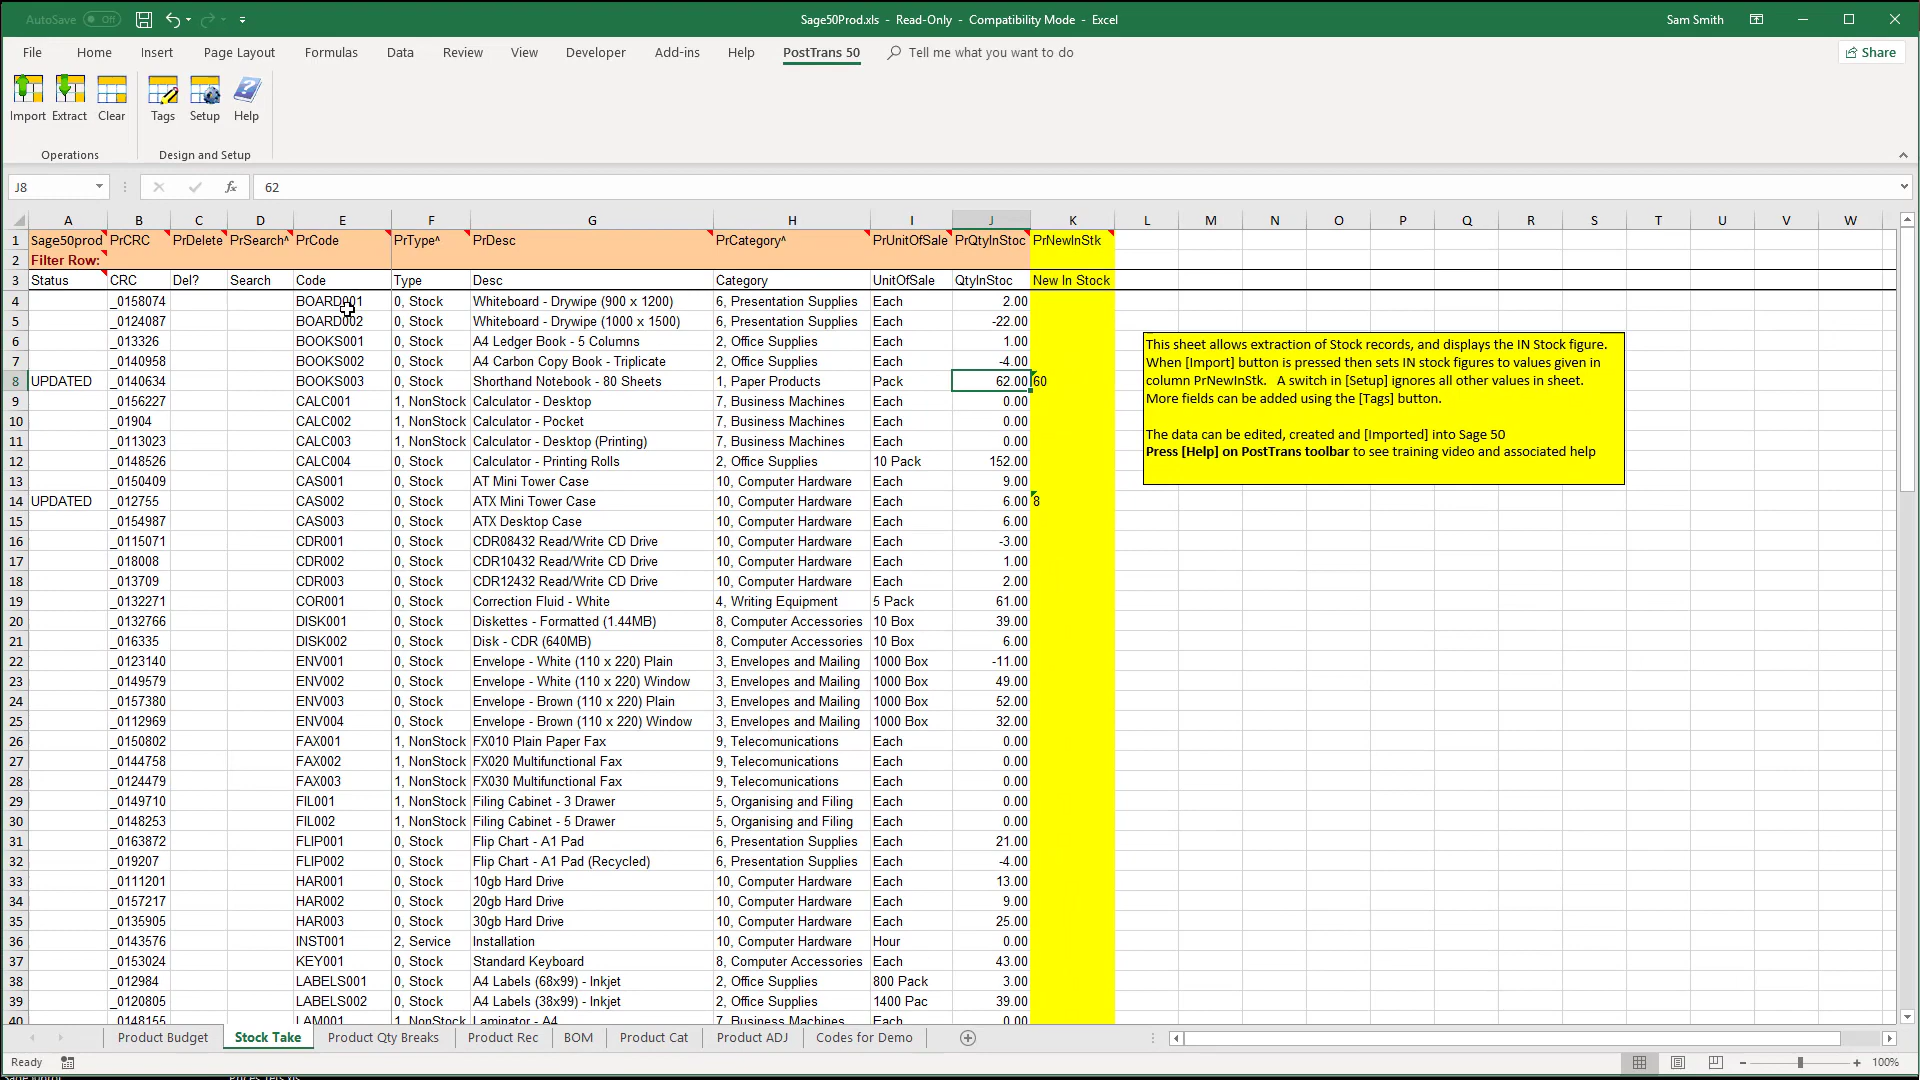 AutoSave Off Sage50Prod.xls - Read-Only - Compatibility Mode - Excel Sam Smith
File Home Insert Page Layout Formulas Data Review View Developer Add-ins Help PostTrans 50 Tell me what you want to do Share
Import Extract Clear Tags Setup Help
Operations Design and Setup
J8 fx 62
A B C D E F G H I J K L M N O P Q R S T U V W
1 Sage50prod PrCRC PrDelete PrSearch^ PrCode PrType^ PrDesc PrCategory^ PrUnitOfSale PrQtyInStoc PrNewInStk
2 Filter Row:
3 Status CRC Del? Search Code Type Desc Category UnitOfSale QtyInStoc New In Stock
4 _0158074 BOARD001 0, Stock Whiteboard - Drywipe (900 x 1200) 6, Presentation Supplies Each 2.00
5 _0124087 BOARD002 0, Stock Whiteboard - Drywipe (1000 x 1500) 6, Presentation Supplies Each -22.00
6 _013326 BOOKS001 0, Stock A4 Ledger Book - 5 Columns 2, Office Supplies Each 1.00
7 _0140958 BOOKS002 0, Stock A4 Carbon Copy Book - Triplicate 2, Office Supplies Each -4.00
8 UPDATED _0140634 BOOKS003 0, Stock Shorthand Notebook - 80 Sheets 1, Paper Products Pack 62.00 60
9 _0156227 CALC001 1, NonStock Calculator - Desktop 7, Business Machines Each 0.00
10 _01904 CALC002 1, NonStock Calculator - Pocket 7, Business Machines Each 0.00
11 _0113023 CALC003 1, NonStock Calculator - Desktop (Printing) 7, Business Machines Each 0.00
12 _0148526 CALC004 0, Stock Calculator - Printing Rolls 2, Office Supplies 10 Pack 152.00
13 _0150409 CAS001 0, Stock AT Mini Tower Case 10, Computer Hardware Each 9.00
14 UPDATED _012755 CAS002 0, Stock ATX Mini Tower Case 10, Computer Hardware Each 6.00 8
15 _0154987 CAS003 0, Stock ATX Desktop Case 10, Computer Hardware Each 6.00
16 _0115071 CDR001 0, Stock CDR08432 Read/Write CD Drive 10, Computer Hardware Each -3.00
17 _018008 CDR002 0, Stock CDR10432 Read/Write CD Drive 10, Computer Hardware Each 1.00
18 _013709 CDR003 0, Stock CDR12432 Read/Write CD Drive 10, Computer Hardware Each 2.00
19 _0132271 COR001 0, Stock Correction Fluid - White 4, Writing Equipment 5 Pack 61.00
20 _0132766 DISK001 0, Stock Diskettes - Formatted (1.44MB) 8, Computer Accessories 10 Box 39.00
21 _016335 DISK002 0, Stock Disk - CDR (640MB) 8, Computer Accessories 10 Box 6.00
22 _0123140 ENV001 0, Stock Envelope - White (110 x 220) Plain 3, Envelopes and Mailing 1000 Box -11.00
23 _0149579 ENV002 0, Stock Envelope - White (110 x 220) Window 3, Envelopes and Mailing 1000 Box 49.00
24 _0157380 ENV003 0, Stock Envelope - Brown (110 x 220) Plain 3, Envelopes and Mailing 1000 Box 52.00
25 _0112969 ENV004 0, Stock Envelope - Brown (110 x 220) Window 3, Envelopes and Mailing 1000 Box 32.00
26 _0150802 FAX001 1, NonStock FX010 Plain Paper Fax 9, Telecomunications Each 0.00
27 _0144758 FAX002 1, NonStock FX020 Multifunctional Fax 9, Telecomunications Each 0.00
28 _0124479 FAX003 1, NonStock FX030 Multifunctional Fax 9, Telecomunications Each 0.00
29 _0149710 FIL001 1, NonStock Filing Cabinet - 3 Drawer 5, Organising and Filing Each 0.00
30 _0148253 FIL002 1, NonStock Filing Cabinet - 5 Drawer 5, Organising and Filing Each 0.00
31 _0163872 FLIP001 0, Stock Flip Chart - A1 Pad 6, Presentation Supplies Each 21.00
32 _019207 FLIP002 0, Stock Flip Chart - A1 Pad (Recycled) 6, Presentation Supplies Each -4.00
33 _0111201 HAR001 0, Stock 10gb Hard Drive 10, Computer Hardware Each 13.00
34 _0157217 HAR002 0, Stock 20gb Hard Drive 10, Computer Hardware Each 9.00
35 _0135905 HAR003 0, Stock 30gb Hard Drive 10, Computer Hardware Each 25.00
36 _0143576 INST001 2, Service Installation 10, Computer Hardware Hour 0.00
37 _0153024 KEY001 0, Stock Standard Keyboard 8, Computer Accessories Each 43.00
38 _012984 LABELS001 0, Stock A4 Labels (68x99) - Inkjet 2, Office Supplies 800 Pack 3.00
39 _0120805 LABELS002 0, Stock A4 Labels (38x99) - Inkjet 2, Office Supplies 1400 Pac 39.00
40 _0148155 LAM001 1, NonStock Laminator - A4 7, Business Machines Each 0.00
This sheet allows extraction of Stock records, and displays the IN Stock figure.
When [Import] button is pressed then sets IN stock figures to values given in
column PrNewInStk. A switch in [Setup] ignores all other values in sheet.
More fields can be added using the [Tags] button.
The data can be edited, created and [Imported] into Sage 50
Press [Help] on PostTrans toolbar to see training video and associated help
Product Budget Stock Take Product Qty Breaks Product Rec BOM Product Cat Product ADJ Codes for Demo
Ready 100%